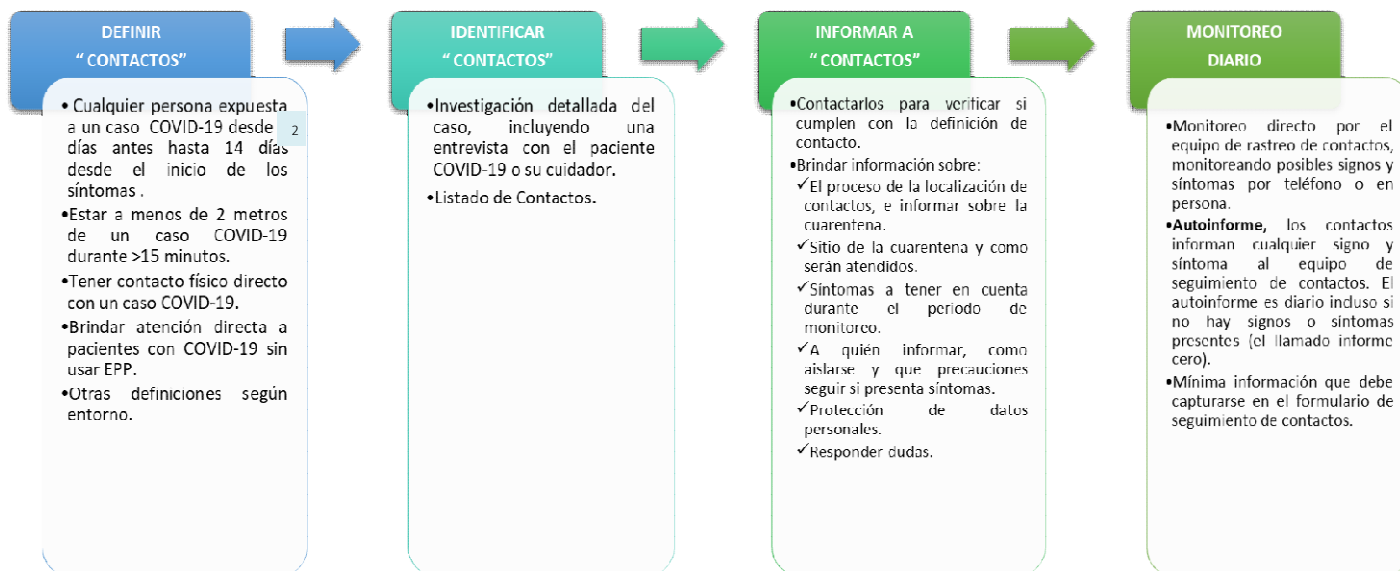 DEFINIR
“ CONTACTOS”
• Cualquier persona expuesta
a un caso COVID-19 desde 2
días antes hasta 14 días
desde el inicio de los
síntomas .
•Estar a menos de 2 metros
de un caso COVID-19
durante >15 minutos.
•Tener contacto físico directo
con un caso COVID-19.
•Brindar atención directa a
pacientes con COVID-19 sin
usar EPP.
•Otras definiciones según
entorno.
IDENTIFICAR
“ CONTACTOS”
•Investigación detallada del
caso, incluyendo una
entrevista con el paciente
COVID-19 o su cuidador.
•Listado de Contactos.
INFORMAR A
“ CONTACTOS”
•Contactarlos para verificar si
cumplen con la definición de
contacto.
•Brindar información sobre:
✓El proceso de la localización de
contactos, e informar sobre la
cuarentena.
✓Sitio de la cuarentena y como
serán atendidos.
✓Síntomas a tener en cuenta
durante el periodo de
monitoreo.
✓A quién informar, como
aislarse y que precauciones
seguir si presenta síntomas.
✓Protección de datos
personales.
✓Responder dudas.
MONITOREO
DIARIO
•Monitoreo directo por el
equipo de rastreo de contactos,
monitoreando posibles signos y
síntomas por teléfono o en
persona.
•Autoinforme, los contactos
informan cualquier signo y
síntoma al equipo de
seguimiento de contactos. El
autoinforme es diario incluso si
no hay signos o síntomas
presentes (el llamado informe
cero).
•Mínima información que debe
capturarse en el formulario de
seguimiento de contactos.